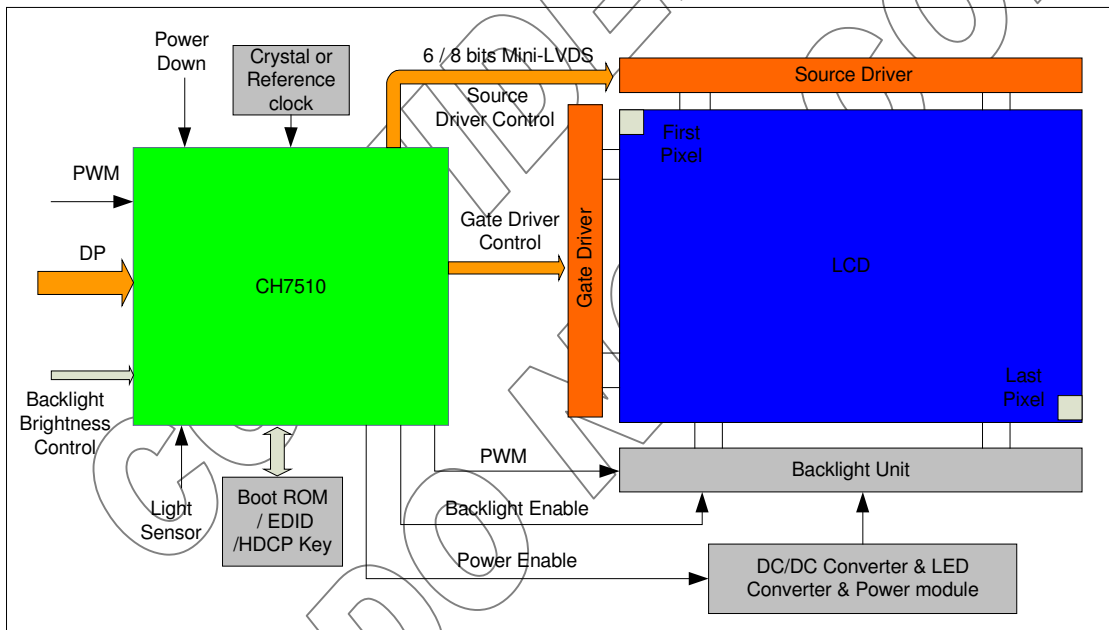 Power
Down
Crystal or
Reference
clock
6 / 8 bits Mini-LVDS
Source
Driver Control
Source Driver
First
Pixel
PWM
Gate Driver
Control
Gate Driver
DP
CH7510
LCD
Backlight
Brightness
Control
Last
Pixel
PWM
Backlight Unit
Light
Sensor
Boot ROM
/ EDID
/HDCP Key
Backlight Enable
Power Enable
DC/DC Converter & LED
Converter & Power module